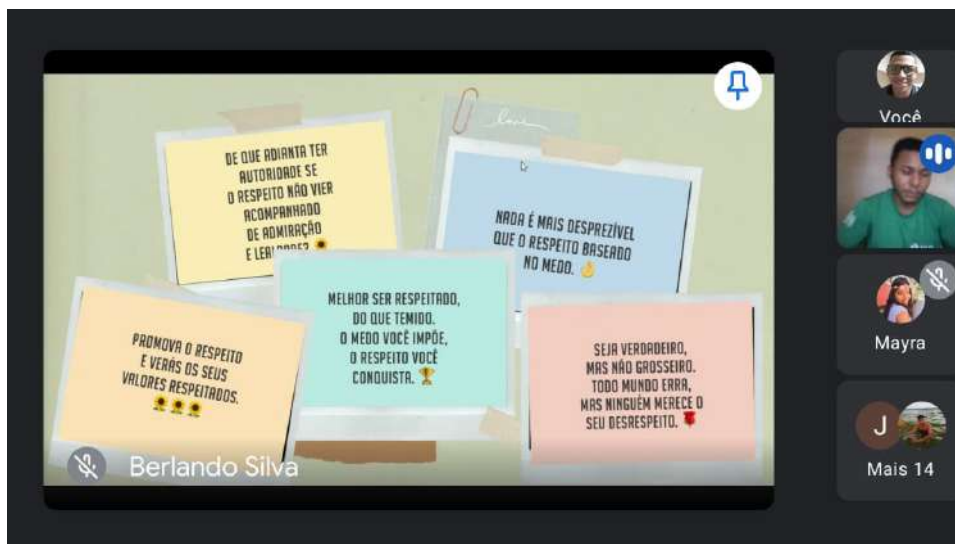 DE QUE ADIANTA TER
AUTORIDADE SE
O RESPEITO NÃO VIER
ACOMPANHADO
DE ADMIRAÇÃO
E LEALDADE?
love
NADA É MAIS DESPREZÍVEL
QUE O RESPEITO BASEADO
NO MEDO.
PROMOVA O RESPEITO
E VERÁS OS SEUS
VALORES RESPEITADOS.
MELHOR SER RESPEITADO,
DO QUE TEMIDO.
O MEDO VOCÊ IMPÕE,
O RESPEITO VOCÊ
CONQUISTA.
SEJA VERDADEIRO,
MAS NÃO GROSSEIRO.
TODO MUNDO ERRA,
MAS NINGUÉM MERECE O
SEU DESRESPEITO.
Berlando Silva
Você
Mayra
J
Mais 14